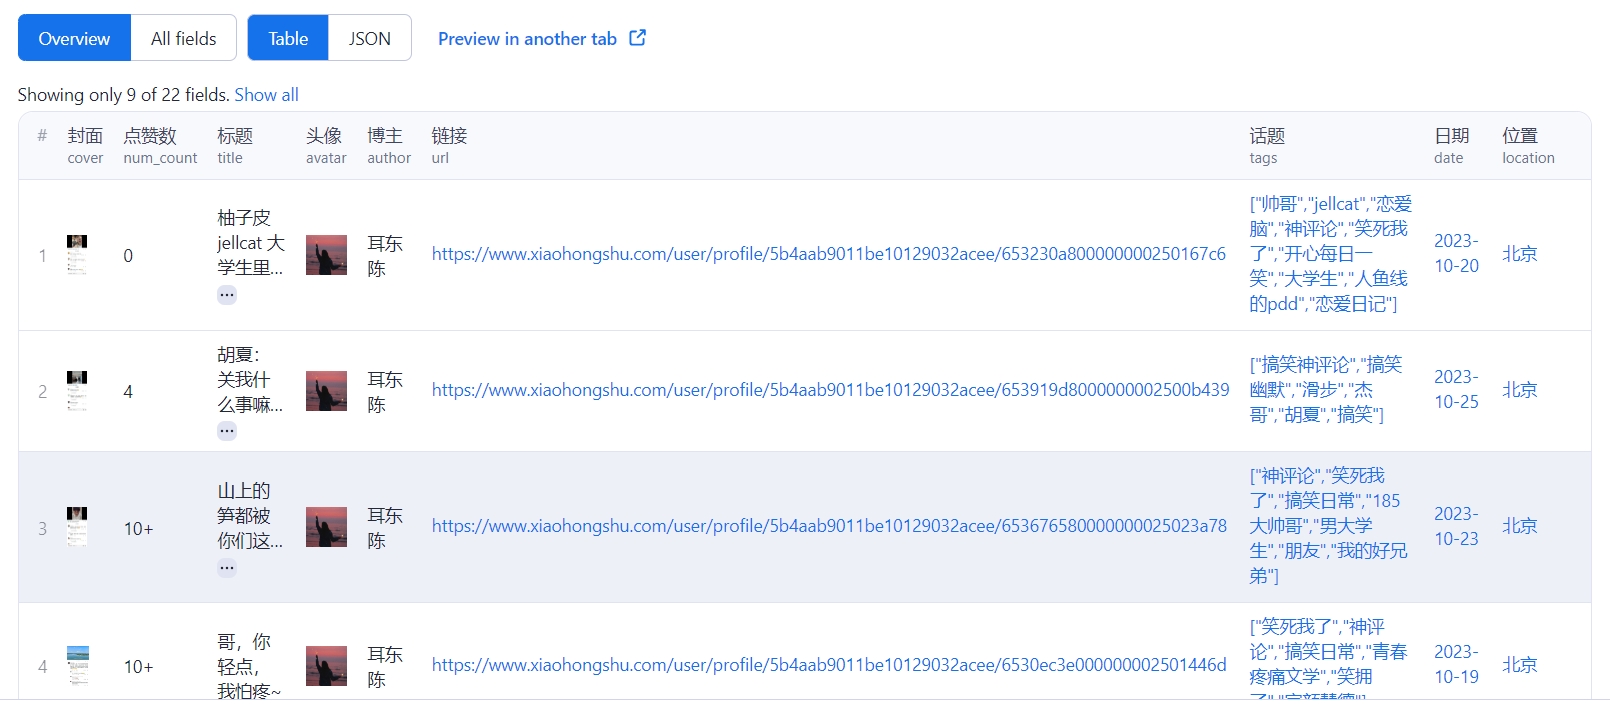 Overview All fields Table JSON Preview in another tab
Showing only 9 of 22 fields. Show all
# 封面 点赞数 标题 头像 博主 链接 话题 日期 位置
cover num_count title avatar author url tags date location
1
0
柚子皮
jellcat 大
学生里...
...
耳东
陈
https://www.xiaohongshu.com/user/profile/5b4aab9011be10129032acee/653230a800000000250167c6
["帅哥","jellcat","恋爱
脑","神评论","笑死我
了","开心每日一
笑","大学生","人鱼线
的pdd","恋爱日记"]
2023-
10-20
北京
2
4
胡夏：
关我什
么事嘛...
...
耳东
陈
https://www.xiaohongshu.com/user/profile/5b4aab9011be10129032acee/653919d8000000002500b439
["搞笑神评论","搞笑
幽默","滑步","杰
哥","胡夏","搞笑"]
2023-
10-25
北京
3
10+
山上的
笋都被
你们这...
...
耳东
陈
https://www.xiaohongshu.com/user/profile/5b4aab9011be10129032acee/653676580000000025023a78
["神评论","笑死我
了","搞笑日常","185
大帅哥","男大学
生","朋友","我的好兄
弟"]
2023-
10-23
北京
4
10+
哥，你
轻点，
我怕疼~
耳东
陈
https://www.xiaohongshu.com/user/profile/5b4aab9011be10129032acee/6530ec3e000000002501446d
["笑死我了","神评
论","搞笑日常","青春
疼痛文学","笑拥
2023-
10-19
北京